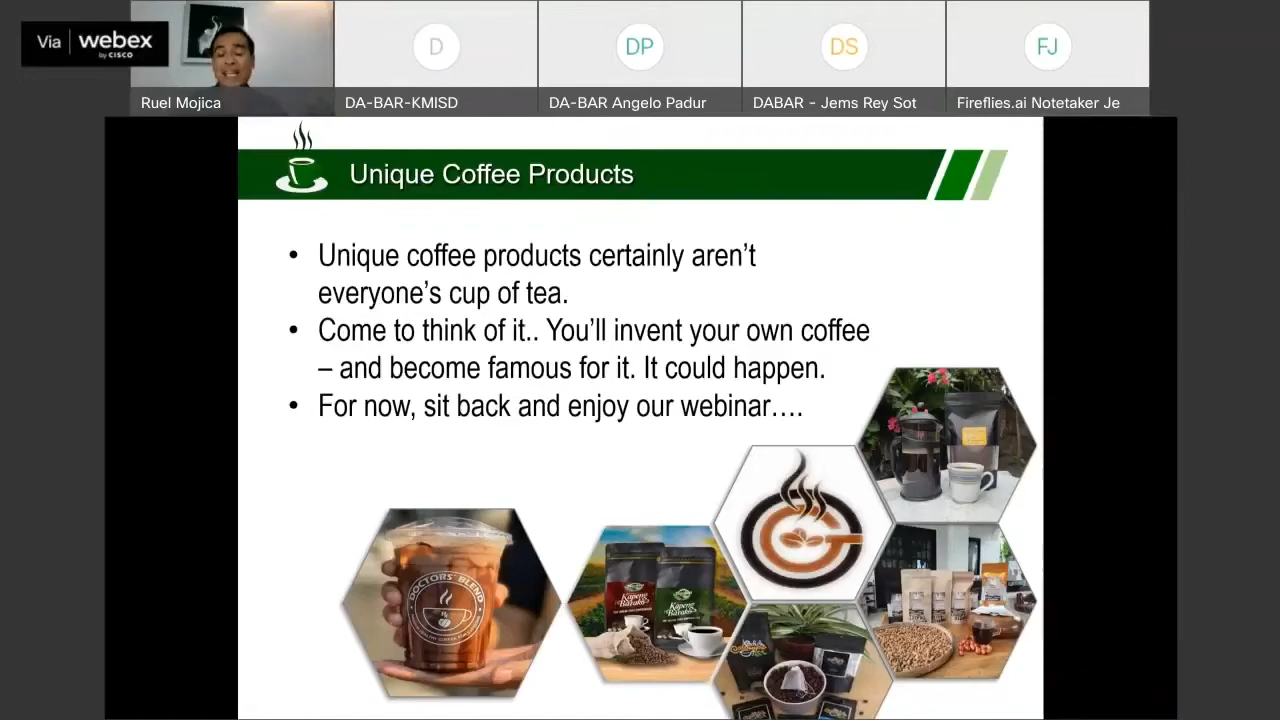 Via webex
by CISCO
Ruel Mojica
D
DA-BAR-KMISD
DP
DA-BAR Angelo Padur
DS
DABAR - Jems Rey Sot
FJ
Fireflies.ai Notetaker Je
Unique Coffee Products
• Unique coffee products certainly aren't
everyone's cup of tea.
• Come to think of it.. You'll invent your own coffee
– and become famous for it. It could happen.
• For now, sit back and enjoy our webinar….
DOCTORS' BLEND
Kapeng
Barako
Kapeng
Barako